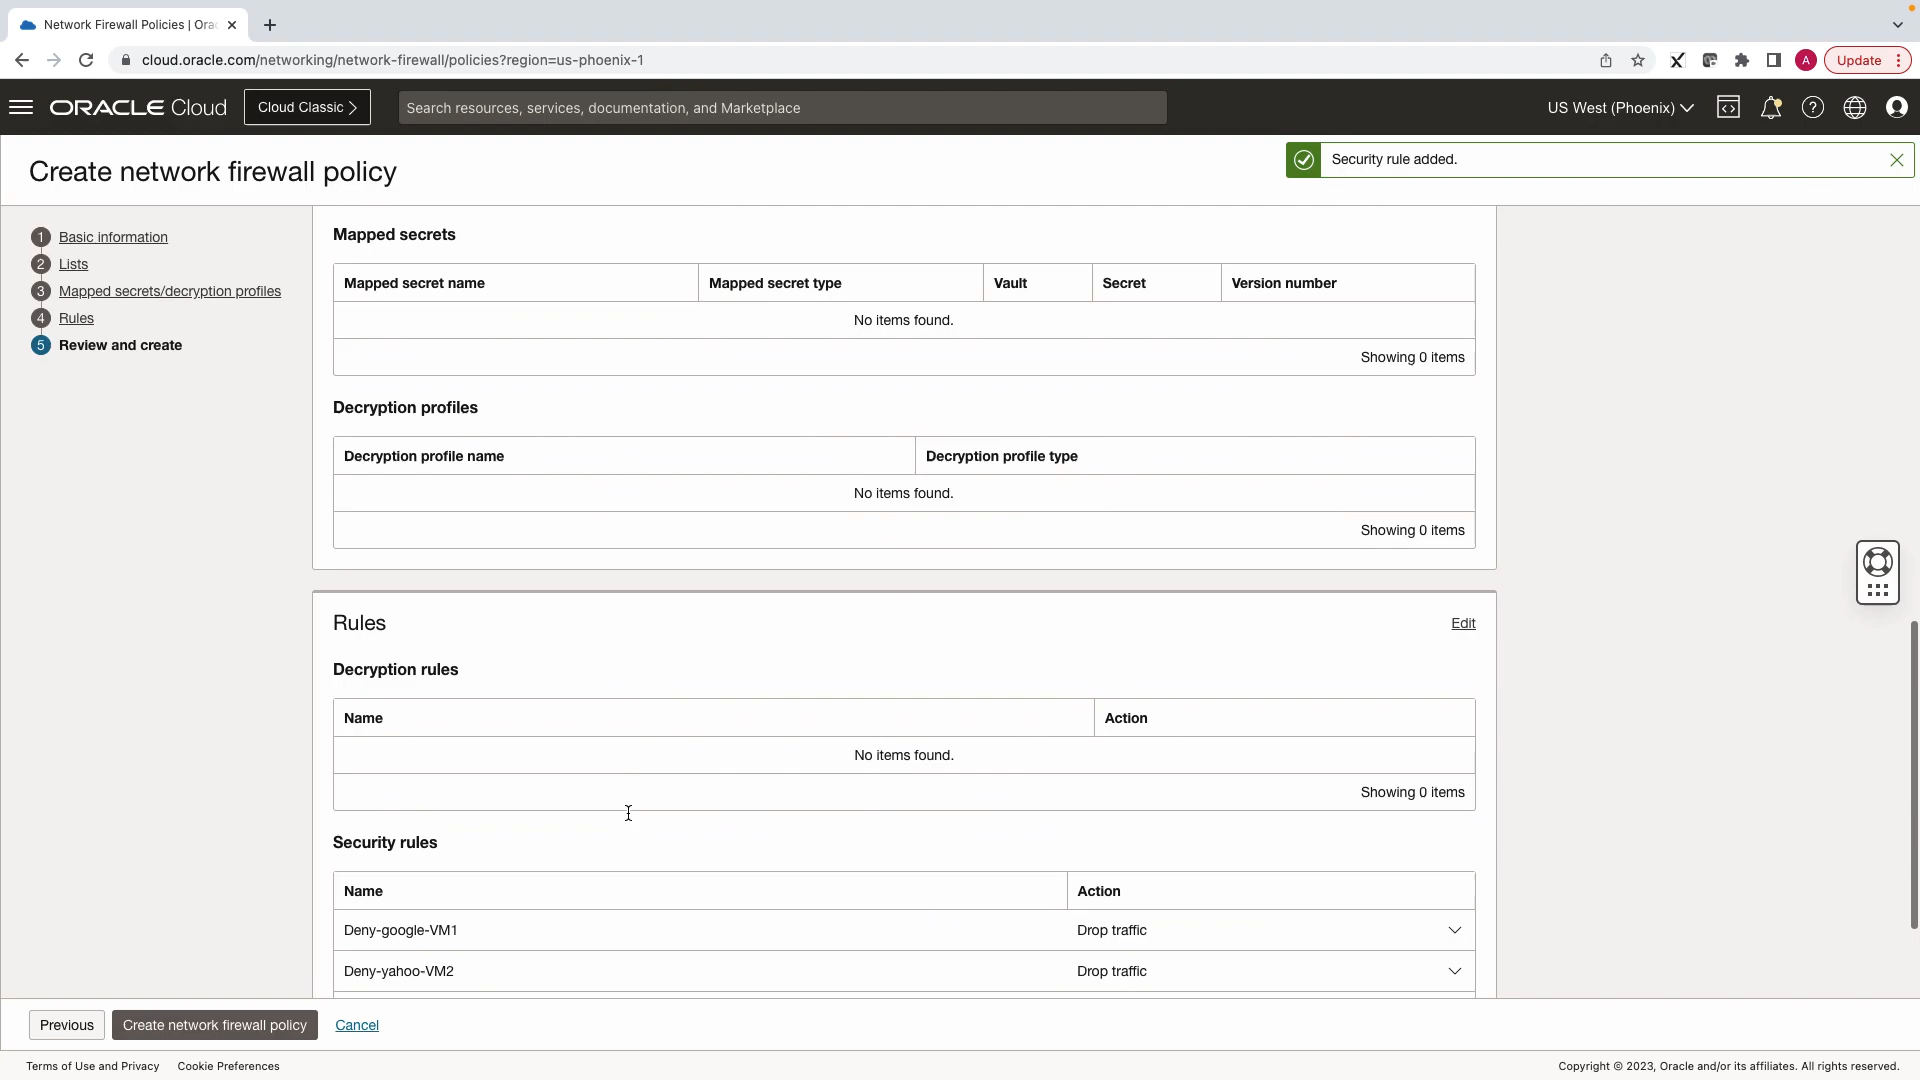 Network Firewall Policies | Ora
cloud.oracle.com/networking/network-firewall/policies?region=us-phoenix-1
Update
ORACLE Cloud
Cloud Classic
Search resources, services, documentation, and Marketplace
US West (Phoenix)
A
Create network firewall policy
Security rule added.
1 Basic information
2 Lists
3 Mapped secrets/decryption profiles
4 Rules
5 Review and create
Mapped secrets
Mapped secret name Mapped secret type Vault Secret Version number
No items found.
Showing 0 items
Decryption profiles
Decryption profile name Decryption profile type
No items found.
Showing 0 items
Rules
Edit
Decryption rules
Name Action
No items found.
Showing 0 items
Security rules
Name Action
Deny-google-VM1 Drop traffic
Deny-yahoo-VM2 Drop traffic
Previous Create network firewall policy Cancel
Terms of Use and Privacy Cookie Preferences
Copyright © 2023, Oracle and/or its affiliates. All rights reserved.